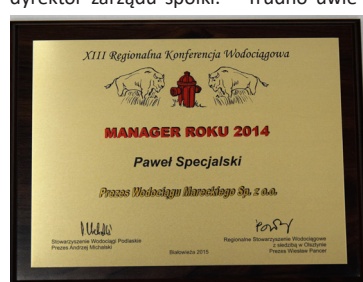 dyrektor zarządu spółki. Trudno uwie
XIII Regionalna Konferencja Wodociągowa
MANAGER ROKU 2014
Paweł Specjalski
Prezes Wodociągu Mareckiego Sp. z o.o.
Stowarzyszenie Wodociągi Podlaskie
Prezes Andrzej Michalski
Białowieża 2015
Regionalne Stowarzyszenie Wodociągowe
z siedzibą w Olsztynie
Prezes Wiesław Pancer